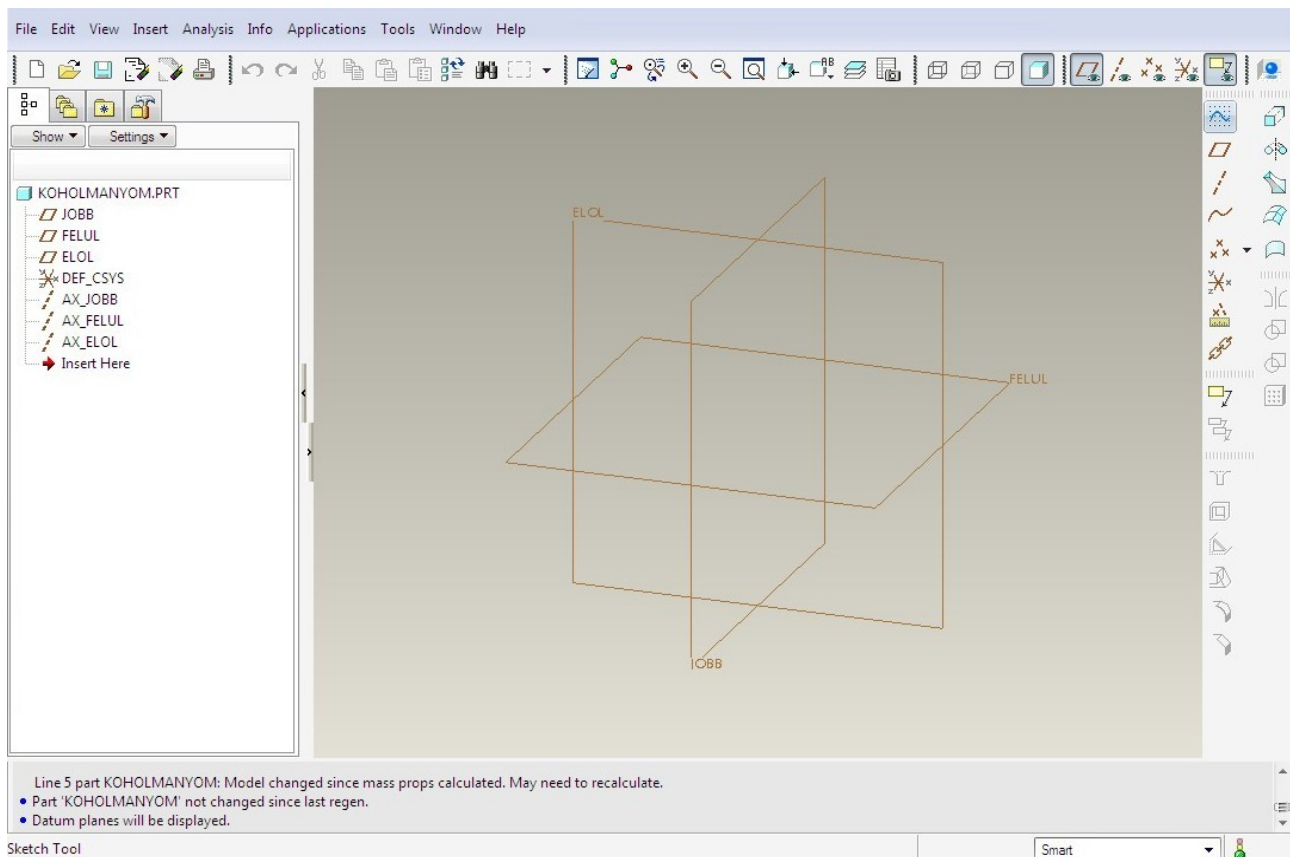 File Edit View Insert Analysis Info Applications Tools Window Help
Show Settings
KOHOLMANYOM.PRT
JOBB
FELUL
ELOL
DEF_CSYS
AX_JOBB
AX_FELUL
AX_ELOL
Insert Here
ELOL
FELUL
JOBB
Line 5 part KOHOLMANYOM: Model changed since mass props calculated. May need to recalculate.
Part 'KOHOLMANYOM' not changed since last regen.
Datum planes will be displayed.
Sketch Tool
Smart